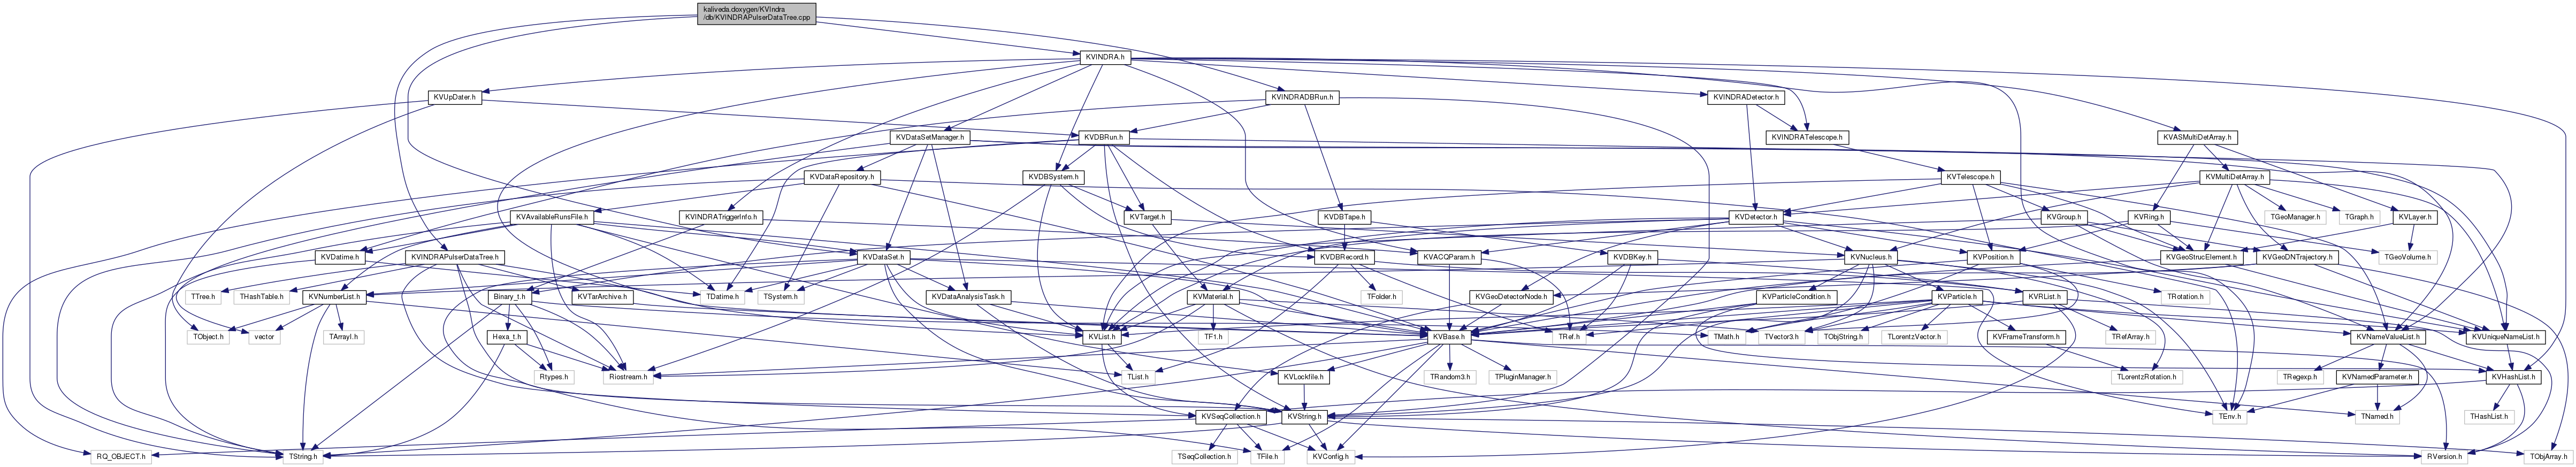 kaliveda.doxygen/KVIndra
/db/KVINDRAPulserDataTree.cpp
KVINDRA.h
KVUpDater.h
KVINDRADBRun.h
KVINDRADetector.h
KVDataSetManager.h
KVDBRun.h
KVINDRATelescope.h
KVASMultiDetArray.h
KVDataRepository.h
KVDBSystem.h
KVTelescope.h
KVMultiDetArray.h
KVAvailableRunsFile.h
KVINDRATriggerInfo.h
KVTarget.h
KVDBTape.h
KVDetector.h
KVGroup.h
KVRing.h
TGeoManager.h
TGraph.h
KVLayer.h
KVDatime.h
KVINDRAPulserDataTree.h
KVDataSet.h
KVDBRecord.h
KVACQParam.h
KVDBKey.h
KVNucleus.h
KVPosition.h
KVGeoStrucElement.h
KVGeoDNTrajectory.h
TGeoVolume.h
TTree.h
THashTable.h
KVNumberList.h
Binary_t.h
KVTarArchive.h
TDatime.h
TSystem.h
KVDataAnalysisTask.h
KVMaterial.h
TFolder.h
KVGeoDetectorNode.h
KVParticleCondition.h
KVParticle.h
KVRList.h
TRotation.h
TObject.h
vector
TArrayI.h
Hexa_t.h
KVList.h
TF1.h
KVBase.h
TRef.h
TMath.h
TVector3.h
TObjString.h
TLorentzVector.h
KVFrameTransform.h
TRefArray.h
KVNameValueList.h
KVUniqueNameList.h
Rtypes.h
Riostream.h
TList.h
KVLockfile.h
TRandom3.h
TPluginManager.h
TLorentzRotation.h
TRegexp.h
KVNamedParameter.h
KVHashList.h
KVSeqCollection.h
KVString.h
TEnv.h
TNamed.h
THashList.h
RQ_OBJECT.h
TString.h
TSeqCollection.h
TFile.h
KVConfig.h
RVersion.h
TObjArray.h